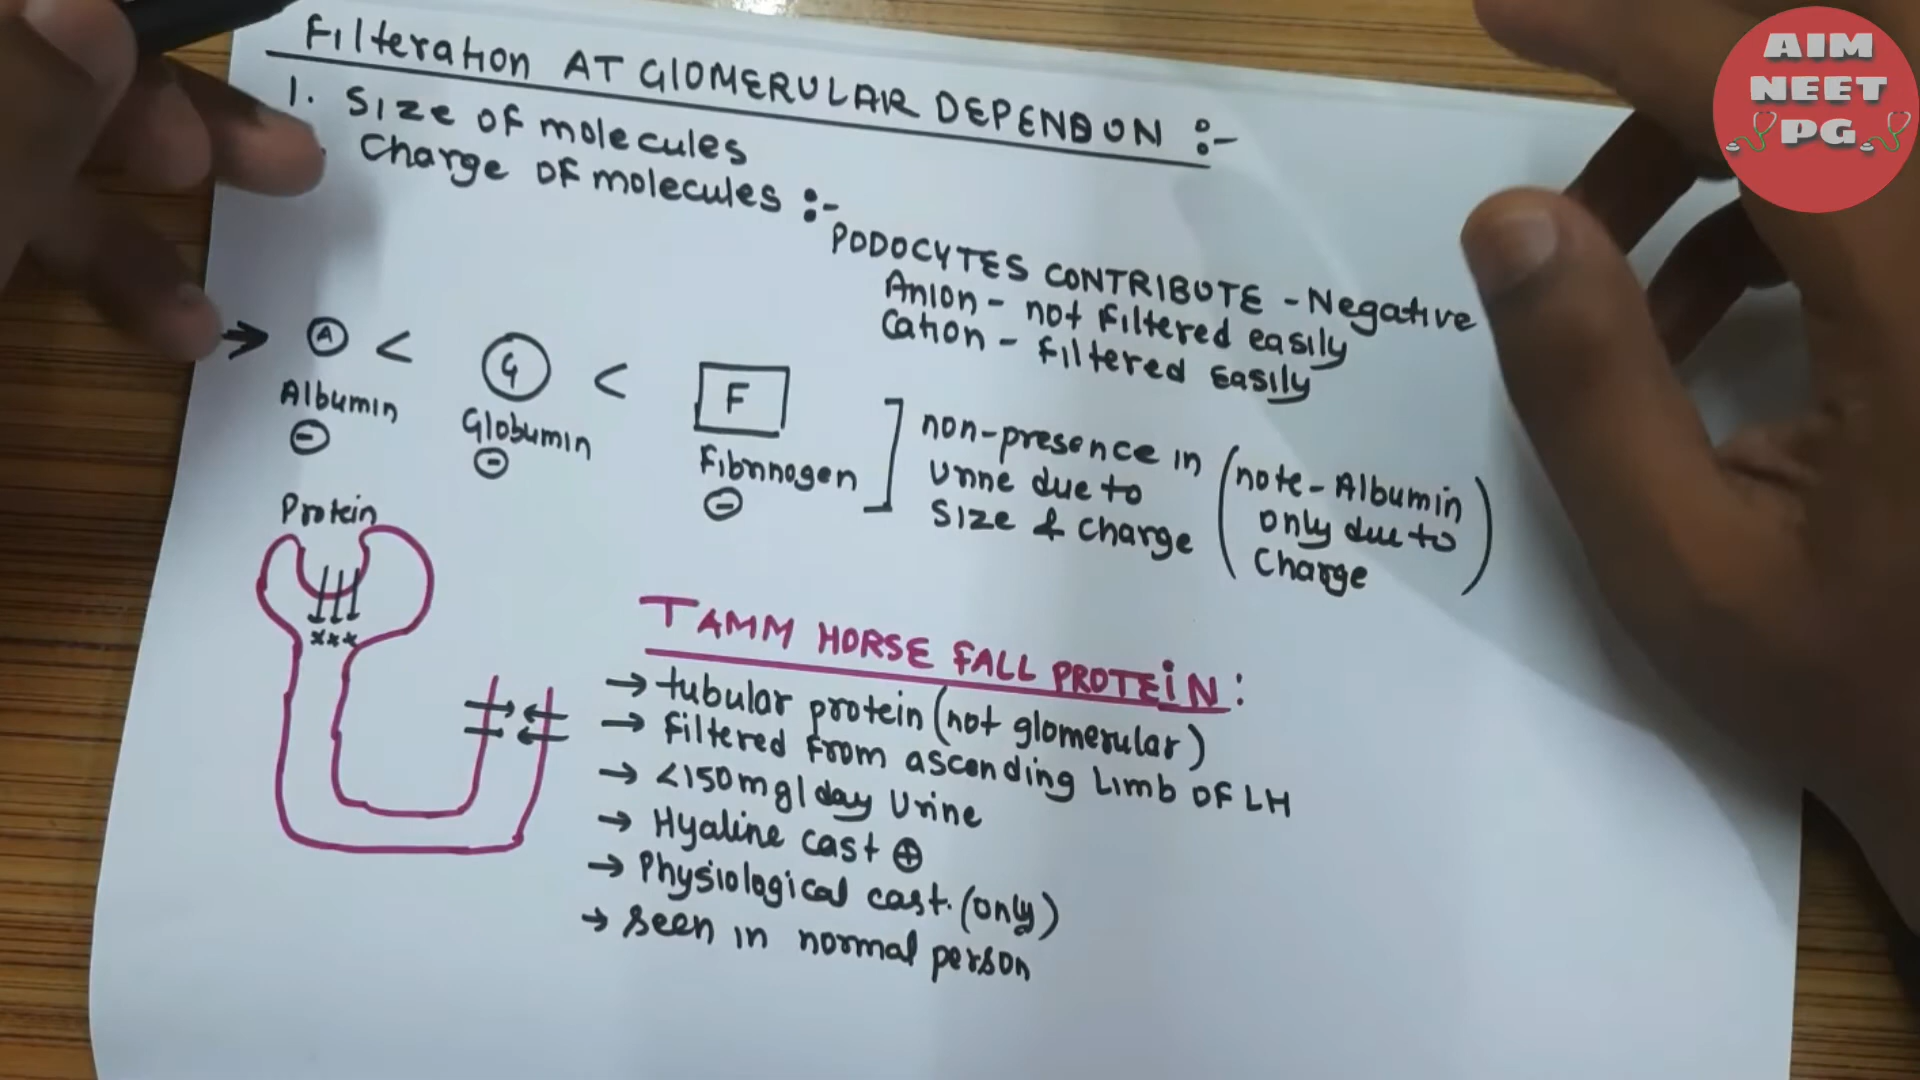 Filteration AT GlOMERULAR DEPENDON :-
1. Size of molecules
Charge of molecules :-
PODOCYTES CONTRIBUTE - Negative
Anion - not filtered easily
Cation - filtered Easily
A < G < F
Albumin
Globumin
Fibrinogen
non-presence in
Urine due to
Size & charge
(note - Albumin
only due to
Charge)
Protein
TAMM HORSE FALL PROTEIN:
→ tubular protein (not glomerular)
→ Filtered from ascending Limb OF LH
→ <150mg/day Urine
→ Hyaline cast ⊕
→ Physiological cast. (only)
→ Seen in normal person
AIM
NEET
PG